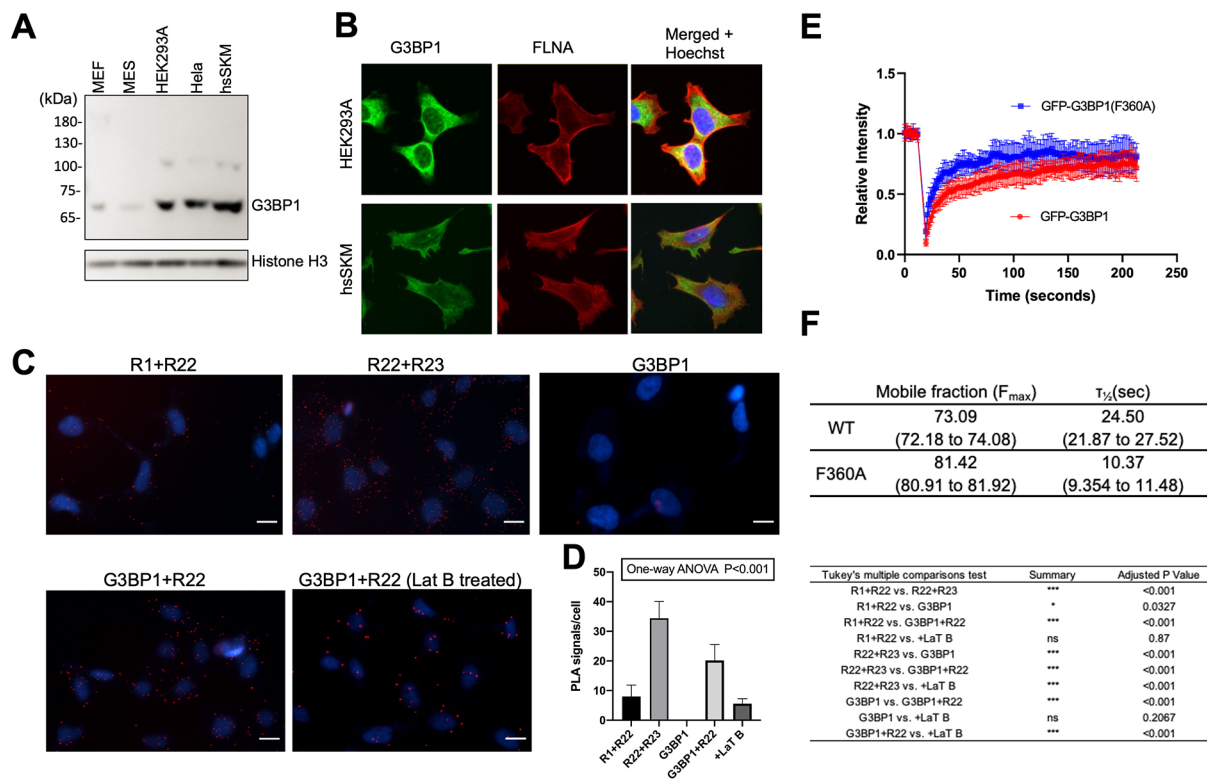 A
MEF
MES
HEK293A
Hela
hsSKM
(kDa)
180-
130-
100-
75-
65-
G3BP1
Histone H3
B
G3BP1
FLNA
Merged +
Hoechst
HEK293A
hsSKM
C
R1+R22
R22+R23
G3BP1
G3BP1+R22
G3BP1+R22 (Lat B treated)
D
One-way ANOVA P<0.001
PLA signals/cell
50
40
30
20
10
0
R1+R22
R22+R23
G3BP1
G3BP1+R22
+LaT B
E
Relative Intensity
1.5
1.0
0.5
0.0
GFP-G3BP1(F360A)
GFP-G3BP1
0
50
100
150
200
250
Time (seconds)
F
Mobile fraction (Fmax) τ½(sec)
WT 73.09 24.50
(72.18 to 74.08) (21.87 to 27.52)
F360A 81.42 10.37
(80.91 to 81.92) (9.354 to 11.48)
Tukey's multiple comparisons test Summary Adjusted P Value
R1+R22 vs. R22+R23 *** <0.001
R1+R22 vs. G3BP1 * 0.0327
R1+R22 vs. G3BP1+R22 *** <0.001
R1+R22 vs. +LaT B ns 0.87
R22+R23 vs. G3BP1 *** <0.001
R22+R23 vs. G3BP1+R22 *** <0.001
R22+R23 vs. +LaT B *** <0.001
G3BP1 vs. G3BP1+R22 *** <0.001
G3BP1 vs. +LaT B ns 0.2067
G3BP1+R22 vs. +LaT B *** <0.001